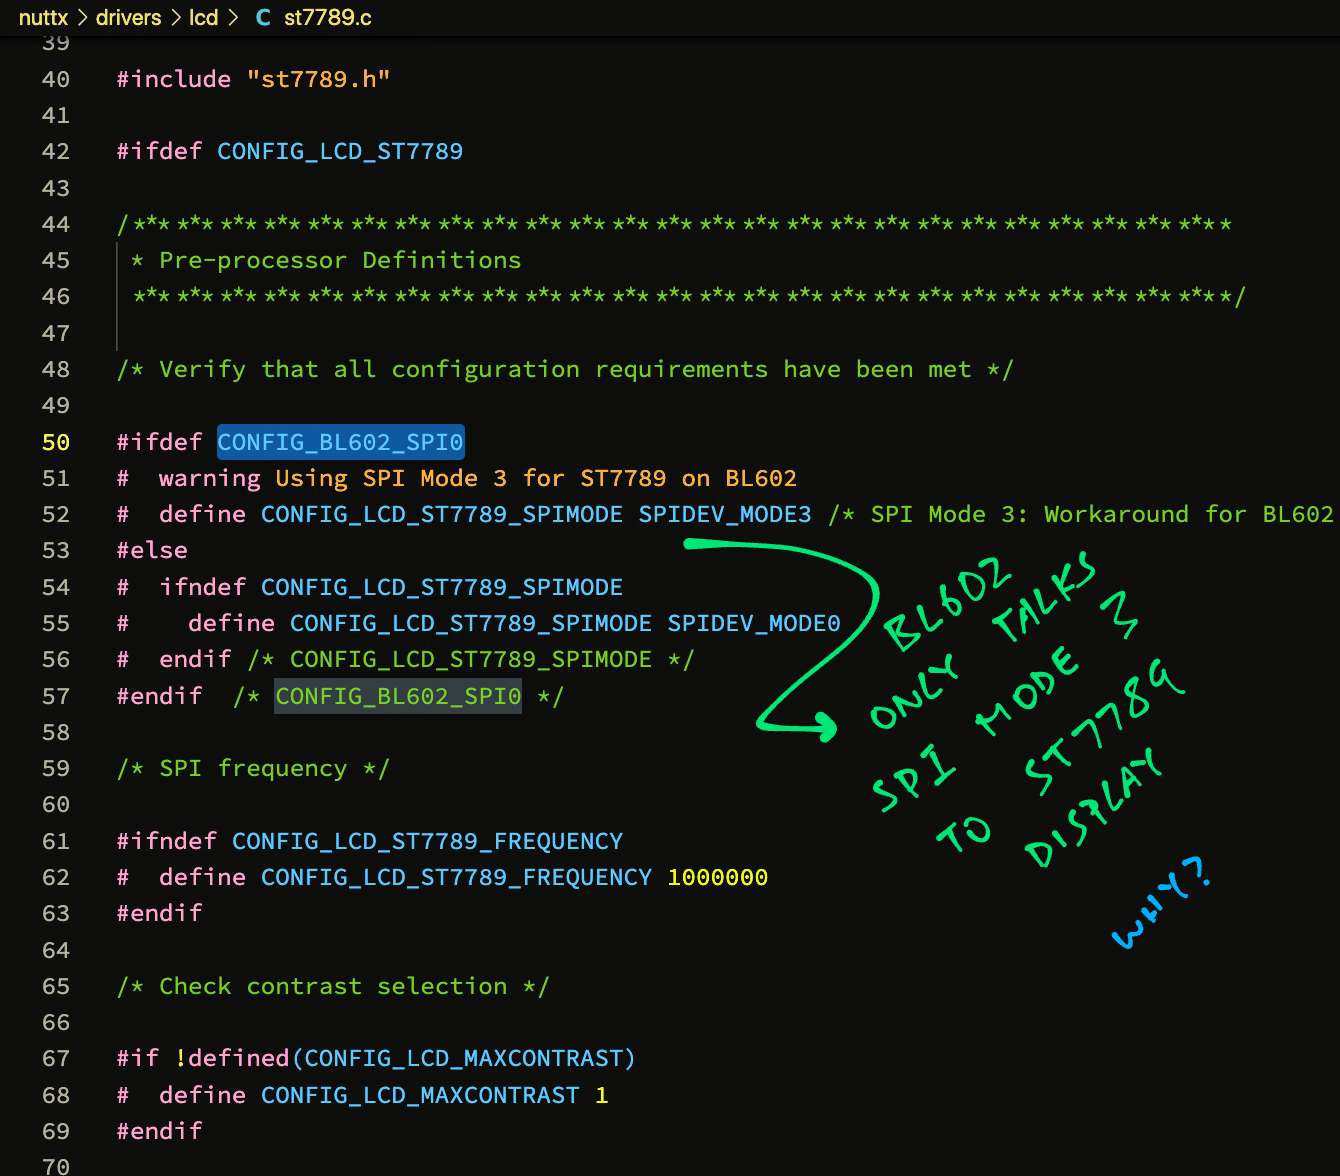 nuttx > drivers > lcd > C st7789.c
39
40 #include "st7789.h"
41
42 #ifdef CONFIG_LCD_ST7789
43
44 /****************************************************************************
45  * Pre-processor Definitions
46  ****************************************************************************/
47
48 /* Verify that all configuration requirements have been met */
49
50 #ifdef CONFIG_BL602_SPI0
51 #  warning Using SPI Mode 3 for ST7789 on BL602
52 #  define CONFIG_LCD_ST7789_SPIMODE SPIDEV_MODE3 /* SPI Mode 3: Workaround for BL602
53 #else
54 #  ifndef CONFIG_LCD_ST7789_SPIMODE
55 #    define CONFIG_LCD_ST7789_SPIMODE SPIDEV_MODE0
56 #  endif /* CONFIG_LCD_ST7789_SPIMODE */
57 #endif  /* CONFIG_BL602_SPI0 */
58
59 /* SPI frequency */
60
61 #ifndef CONFIG_LCD_ST7789_FREQUENCY
62 #  define CONFIG_LCD_ST7789_FREQUENCY 1000000
63 #endif
64
65 /* Check contrast selection */
66
67 #if !defined(CONFIG_LCD_MAXCONTRAST)
68 #  define CONFIG_LCD_MAXCONTRAST 1
69 #endif
70
BL602
ONLY TALKS
SPI MODE 3
TO ST7789
DISPLAY
WHY?